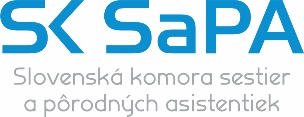 SK SaPA
Slovenská komora sestier
a pôrodných asistentiek